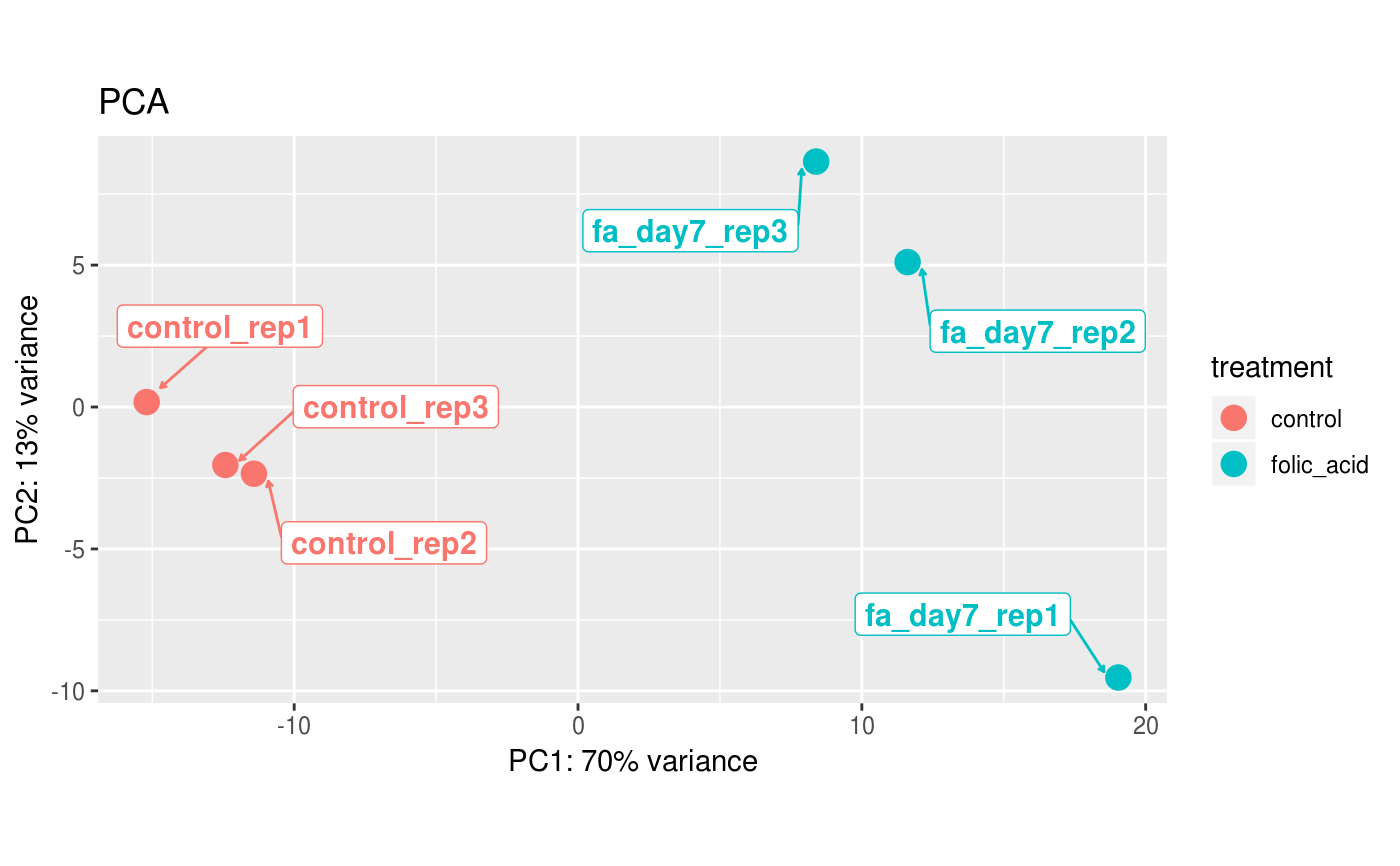 PCA
fa_day7_rep3
5
control_rep1
fa_day7_rep2
treatment
control
folic_acid
0
control_rep3
PC2: 13% variance
control_rep2
-5
fa_day7_rep1
-10
-10 0 10 20
PC1: 70% variance